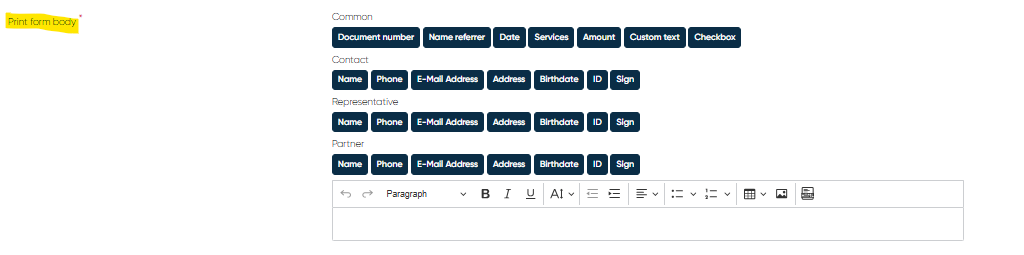 Print form body *
Common
Document number Name referrer Date Services Amount Custom text Checkbox
Contact
Name Phone E-Mail Address Address Birthdate ID Sign
Representative
Name Phone E-Mail Address Address Birthdate ID Sign
Partner
Name Phone E-Mail Address Address Birthdate ID Sign
Paragraph B I U AI